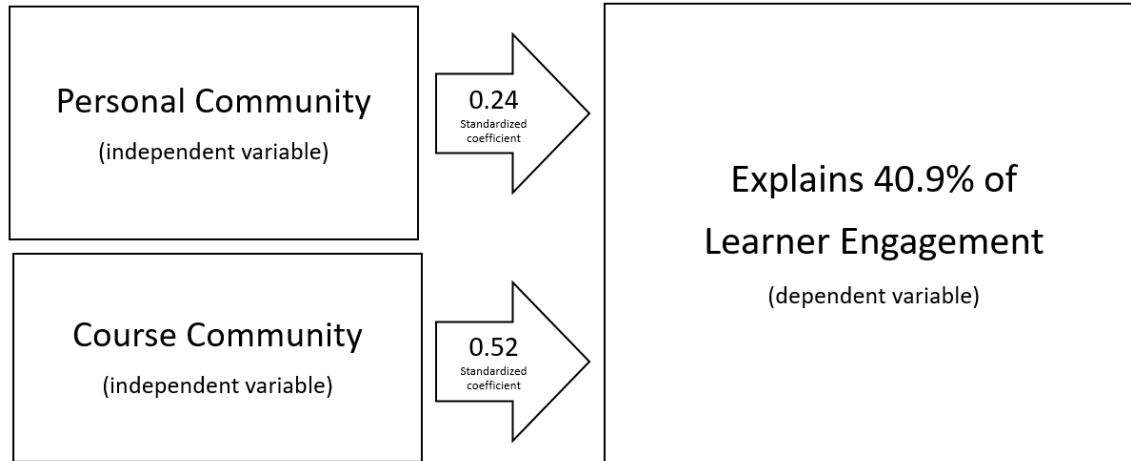 Personal Community
(independent variable)
0.24
Standardized
coefficient
Course Community
(independent variable)
0.52
Standardized
coefficient
Explains 40.9% of
Learner Engagement
(dependent variable)